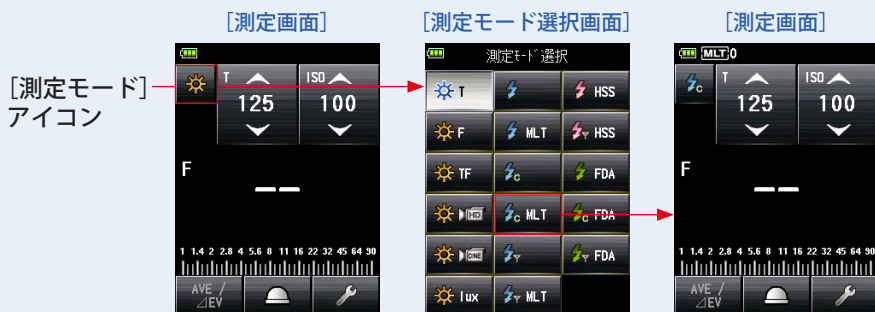 [測定画面]
[測定モード選択画面]
[測定画面]
[測定モード]
アイコン
T
125
ISO
100
F
1 1.4 2 2.8 4 5.6 8 11 16 22 32 45 64 90
AVE /
⊿EV
測定ﾓｰﾄﾞ選択
T
HSS
F
MLT
HSS
TF
C
FDA
HD
C MLT
C FDA
CINE
FDA
lux
MLT
MLT 0
C
T
125
ISO
100
F
1 1.4 2 2.8 4 5.6 8 11 16 22 32 45 64 90
AVE /
⊿EV